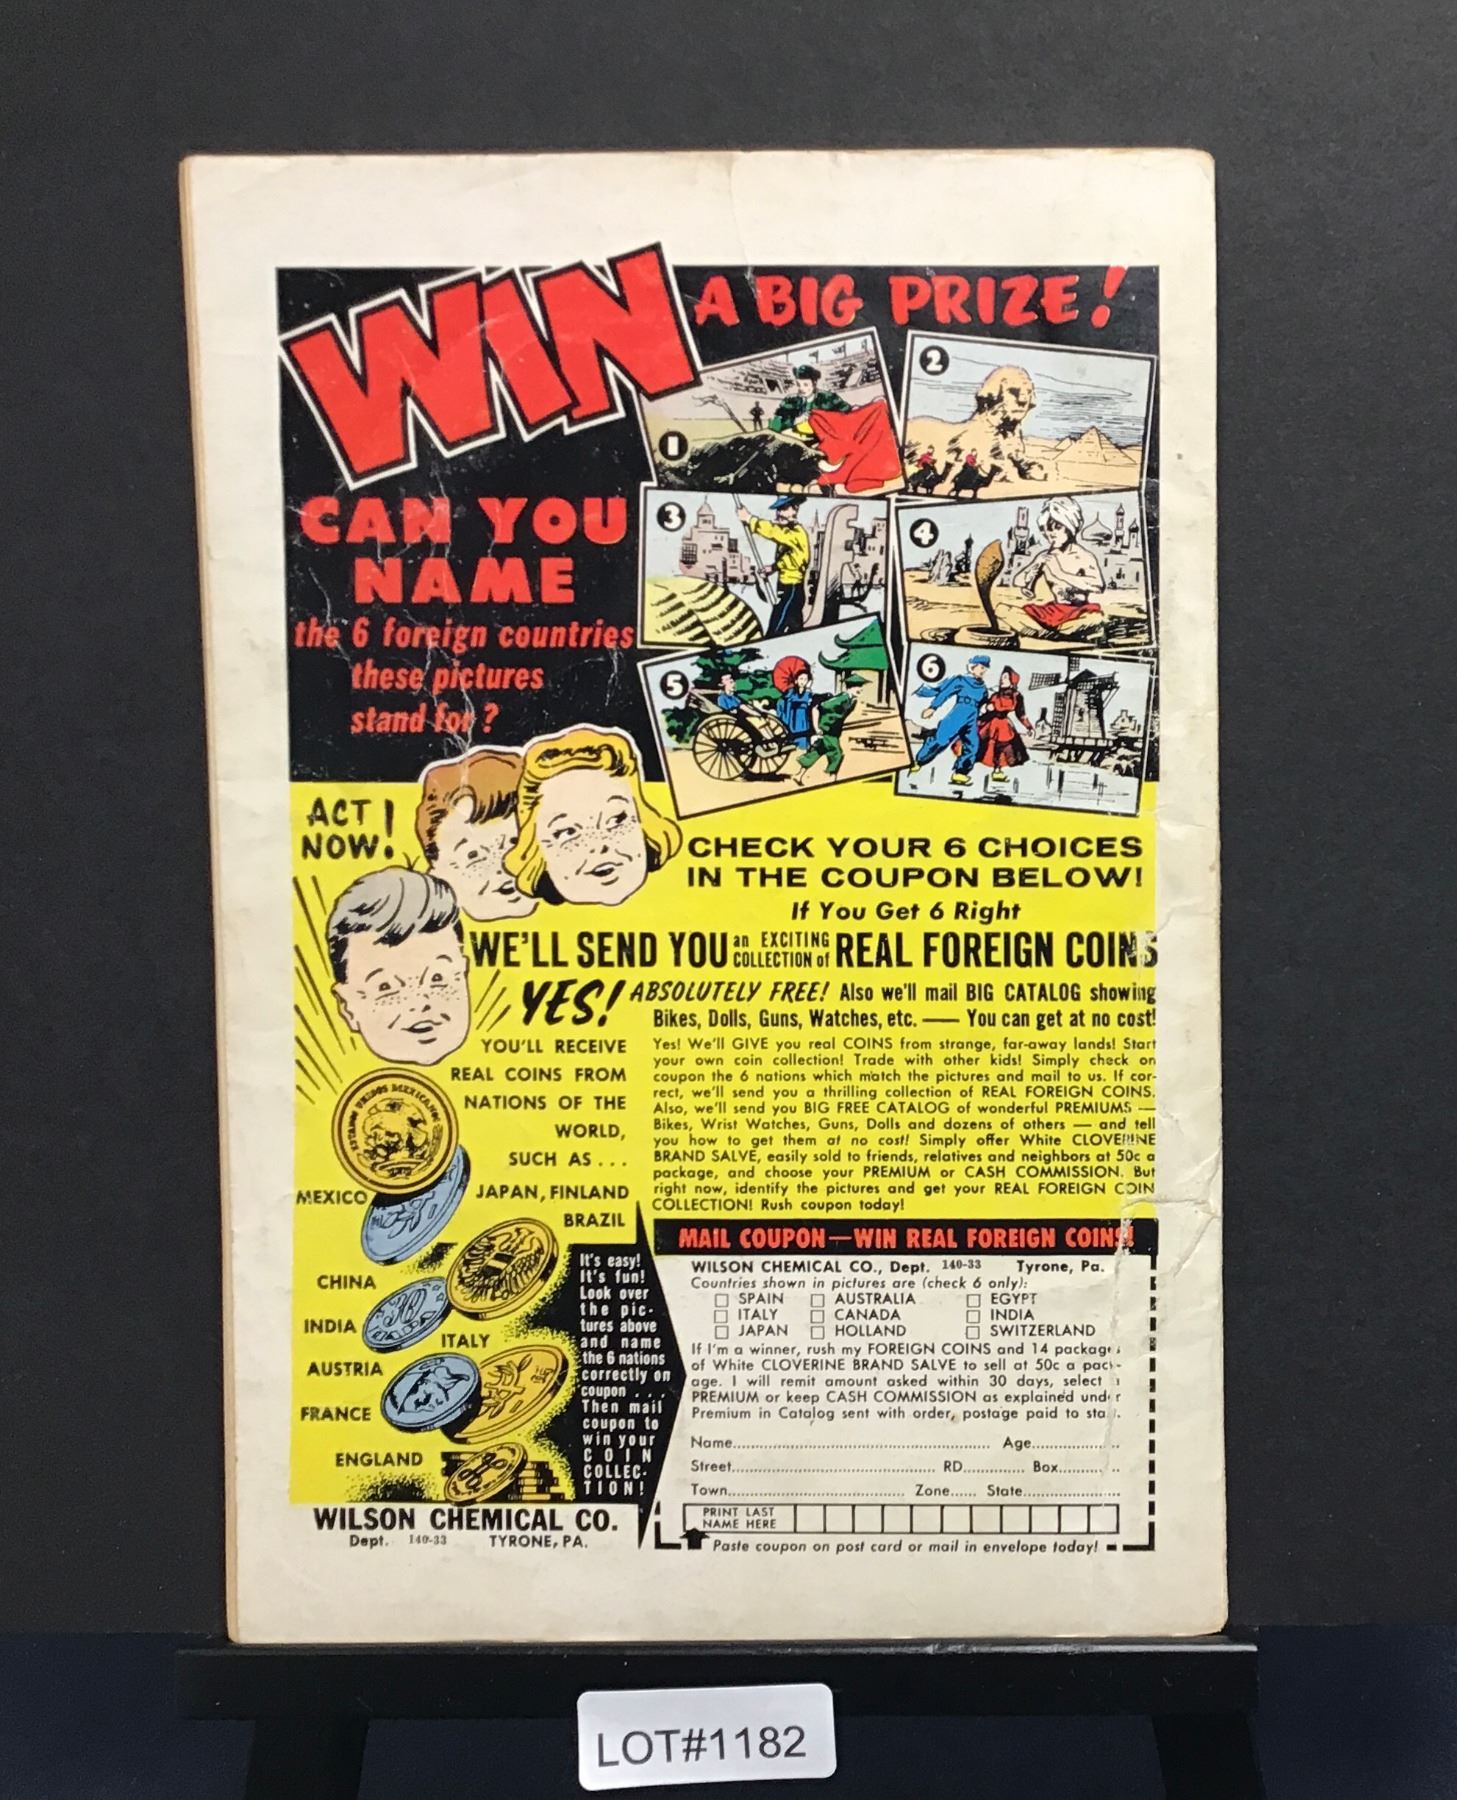 WIN A BIG PRIZE!
1
2
3
4
5
6
CAN YOU
NAME
the 6 foreign countries
these pictures
stand for?
ACT
NOW!
CHECK YOUR 6 CHOICES
IN THE COUPON BELOW!
If You Get 6 Right
WE'LL SEND YOU an EXCITING COLLECTION of REAL FOREIGN COINS
YES! ABSOLUTELY FREE! Also we'll mail BIG CATALOG showing
Bikes, Dolls, Guns, Watches, etc. — You can get at no cost!
YOU'LL RECEIVE
REAL COINS FROM
NATIONS OF THE
WORLD,
SUCH AS...
JAPAN, FINLAND
BRAZIL
ESTADOS UNIDOS MEXICANOS
MEXICO
CHINA
INDIA
ITALY
AUSTRIA
FRANCE
ENGLAND
Yes! We'll GIVE you real COINS from strange, far-away lands! Start
your own coin collection! Trade with other kids! Simply check on
coupon the 6 nations which match the pictures and mail to us. If cor-
rect, we'll send you a thrilling collection of REAL FOREIGN COINS.
Also, we'll send you BIG FREE CATALOG of wonderful PREMIUMS —
Bikes, Wrist Watches, Guns, Dolls and dozens of others — and tell
you how to get them at no cost! Simply offer White CLOVERINE
BRAND SALVE, easily sold to friends, relatives and neighbors at 50c a
package, and choose your PREMIUM or CASH COMMISSION. But
right now, identify the pictures and get your REAL FOREIGN COIN
COLLECTION! Rush coupon today!
It's easy!
It's fun!
Look over
the pic-
tures above
and name
the 6 nations
correctly on
coupon...
Then mail
coupon to
win your
COIN
COLLEC-
TION!
WILSON CHEMICAL CO.
Dept. 140-33 TYRONE, PA.
MAIL COUPON—WIN REAL FOREIGN COINS!
WILSON CHEMICAL CO., Dept. 140-33 Tyrone, Pa.
Countries shown in pictures are (check 6 only):
SPAIN AUSTRALIA EGYPT
ITALY CANADA INDIA
JAPAN HOLLAND SWITZERLAND
If I'm a winner, rush my FOREIGN COINS and 14 packages
of White CLOVERINE BRAND SALVE to sell at 50c a pack-
age. I will remit amount asked within 30 days, select
PREMIUM or keep CASH COMMISSION as explained under
Premium in Catalog sent with order, postage paid to
Name........ Age........
Street........ RD........ Box........
Town........ Zone...... State........
PRINT LAST
NAME HERE
Paste coupon on post card or mail in envelope today!
LOT#1182